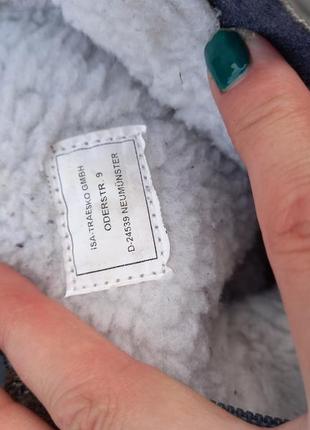 ISA-TRAESKO GMBH
ODERSTR. 9
D-24539 NEUMÜNSTER